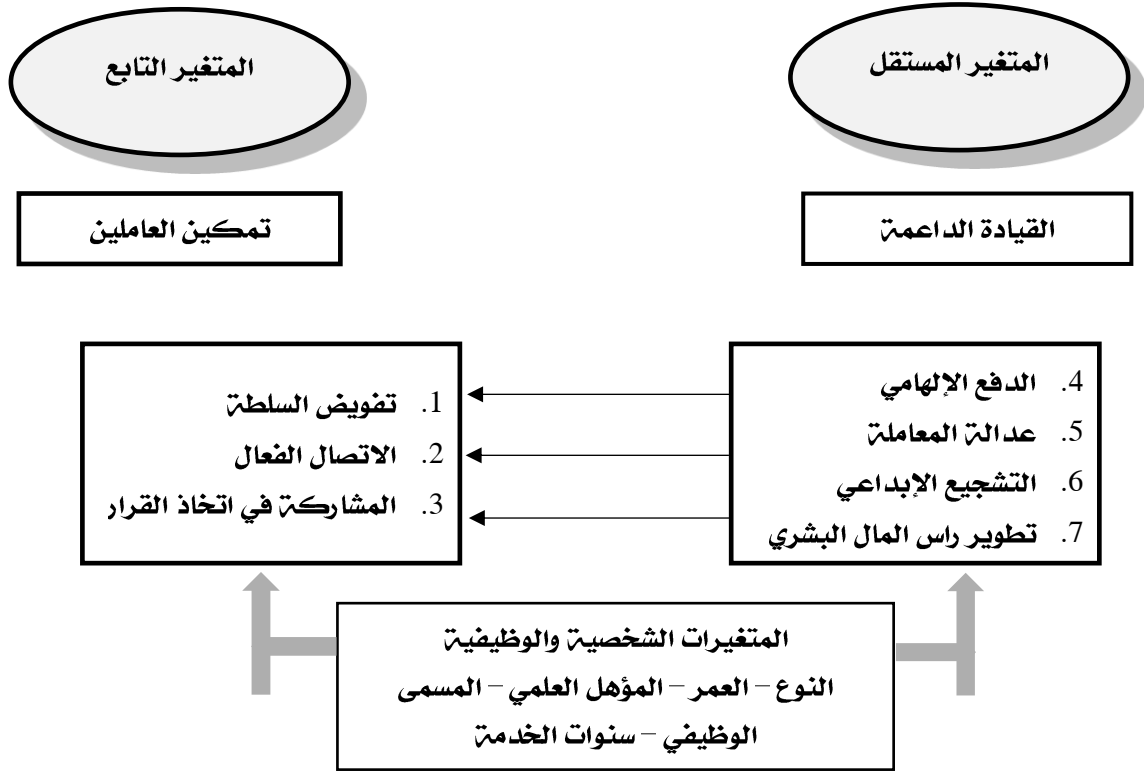 المتغير المستقل
المتغير التابع
القيادة الداعمة
تمكين العاملين
4. الدفع الإلهامي
5. عدالة المعاملة
6. التشجيع الإبداعي
7. تطوير راس المال البشري
1. تفويض السلطة
2. الاتصال الفعال
3. المشاركة في اتخاذ القرار
المتغيرات الشخصية والوظيفية
النوع – العمر – المؤهل العلمي – المسمى
الوظيفي – سنوات الخدمة